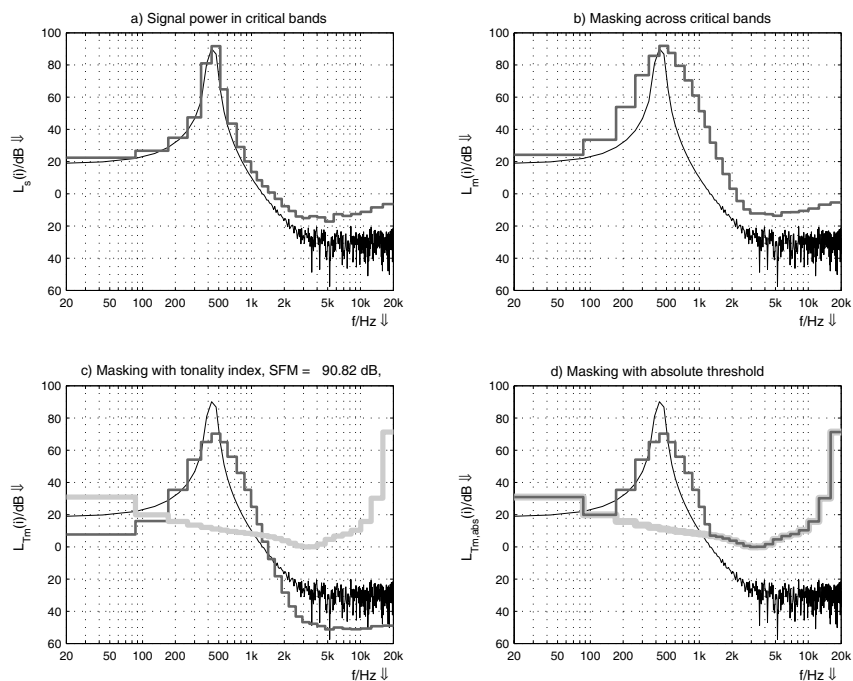 a) Signal power in critical bands
100
80
60
40
20
0
20
40
60
20 50 100 200 500 1k 2k 5k 10k 20k
L_s(i)/dB ⇓
f/Hz ⇓
b) Masking across critical bands
100
80
60
40
20
0
20
40
60
20 50 100 200 500 1k 2k 5k 10k 20k
L_m(i)/dB ⇓
f/Hz ⇓
c) Masking with tonality index, SFM = 90.82 dB,
100
80
60
40
20
0
20
40
60
20 50 100 200 500 1k 2k 5k 10k 20k
L_Tm(i)/dB ⇓
f/Hz ⇓
d) Masking with absolute threshold
100
80
60
40
20
0
20
40
60
20 50 100 200 500 1k 2k 5k 10k 20k
L_Tm,abs(i)/dB ⇓
f/Hz ⇓